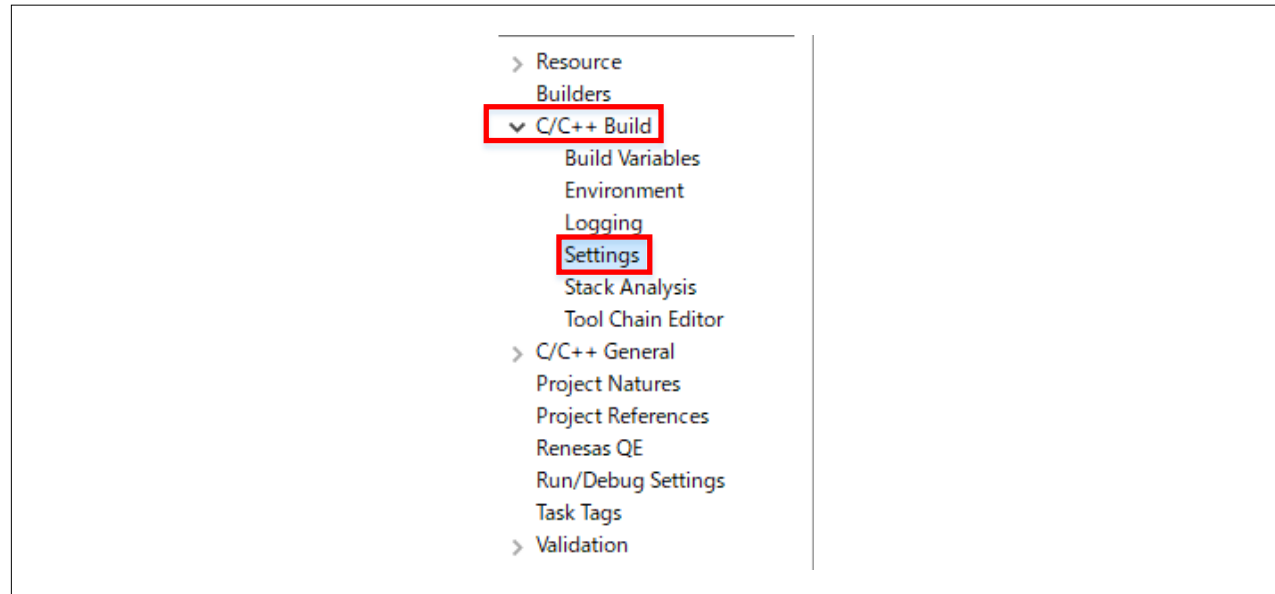 Resource
Builders
C/C++ Build
Build Variables
Environment
Logging
Settings
Stack Analysis
Tool Chain Editor
C/C++ General
Project Natures
Project References
Renesas QE
Run/Debug Settings
Task Tags
Validation